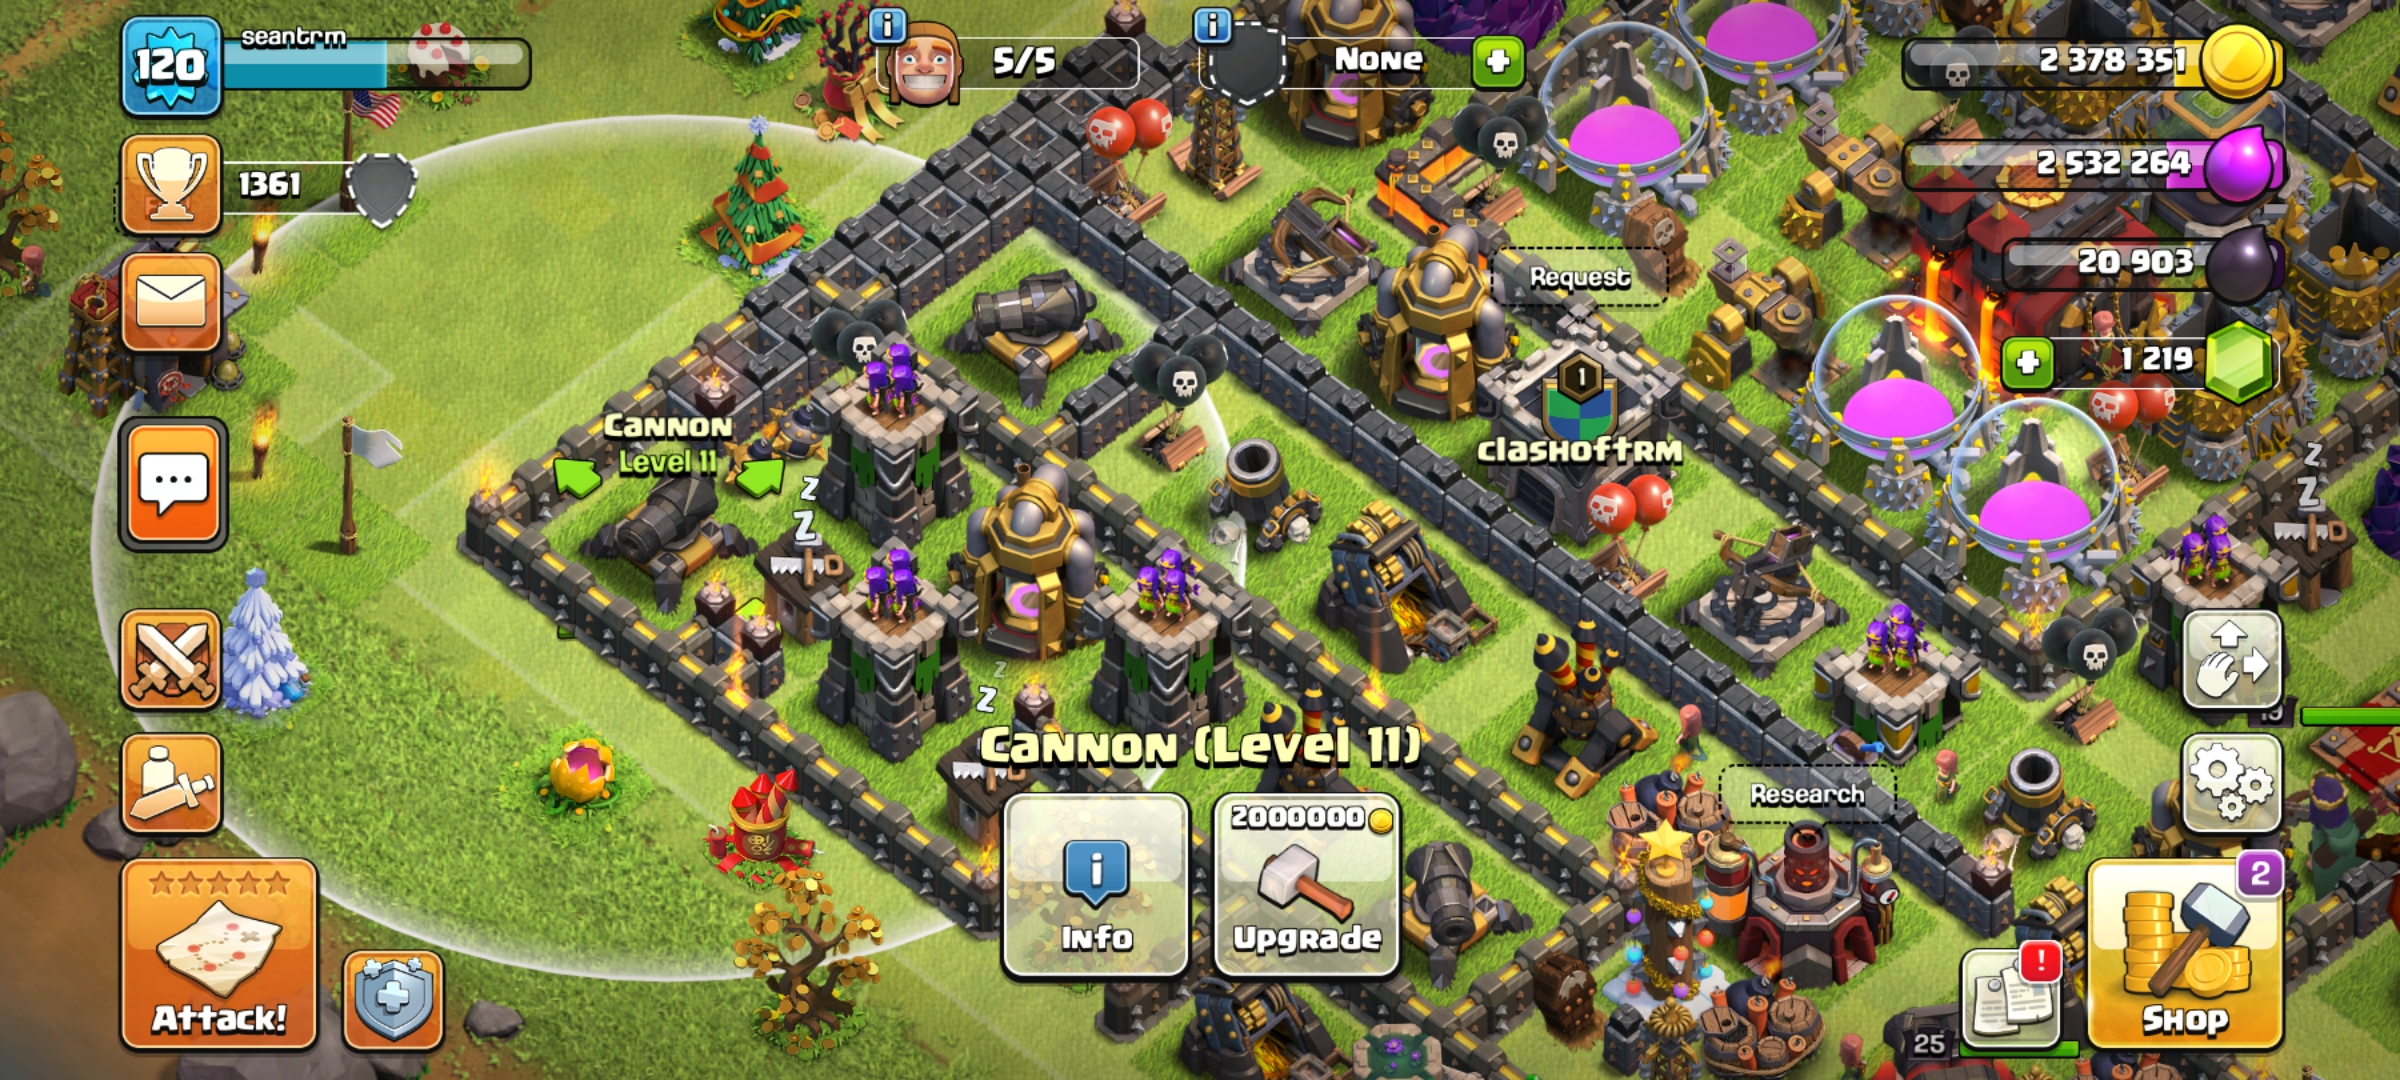 120
seantrm
5/5
None
2 378 351
1361
2 532 264
20 903
Request
1 219
1
clashoftrm
Cannon
Level 11
z
Z
z
Z
z
Z
19
Cannon (Level 11)
Research
2000000
Info
Upgrade
2
!
Attack!
Shop
25